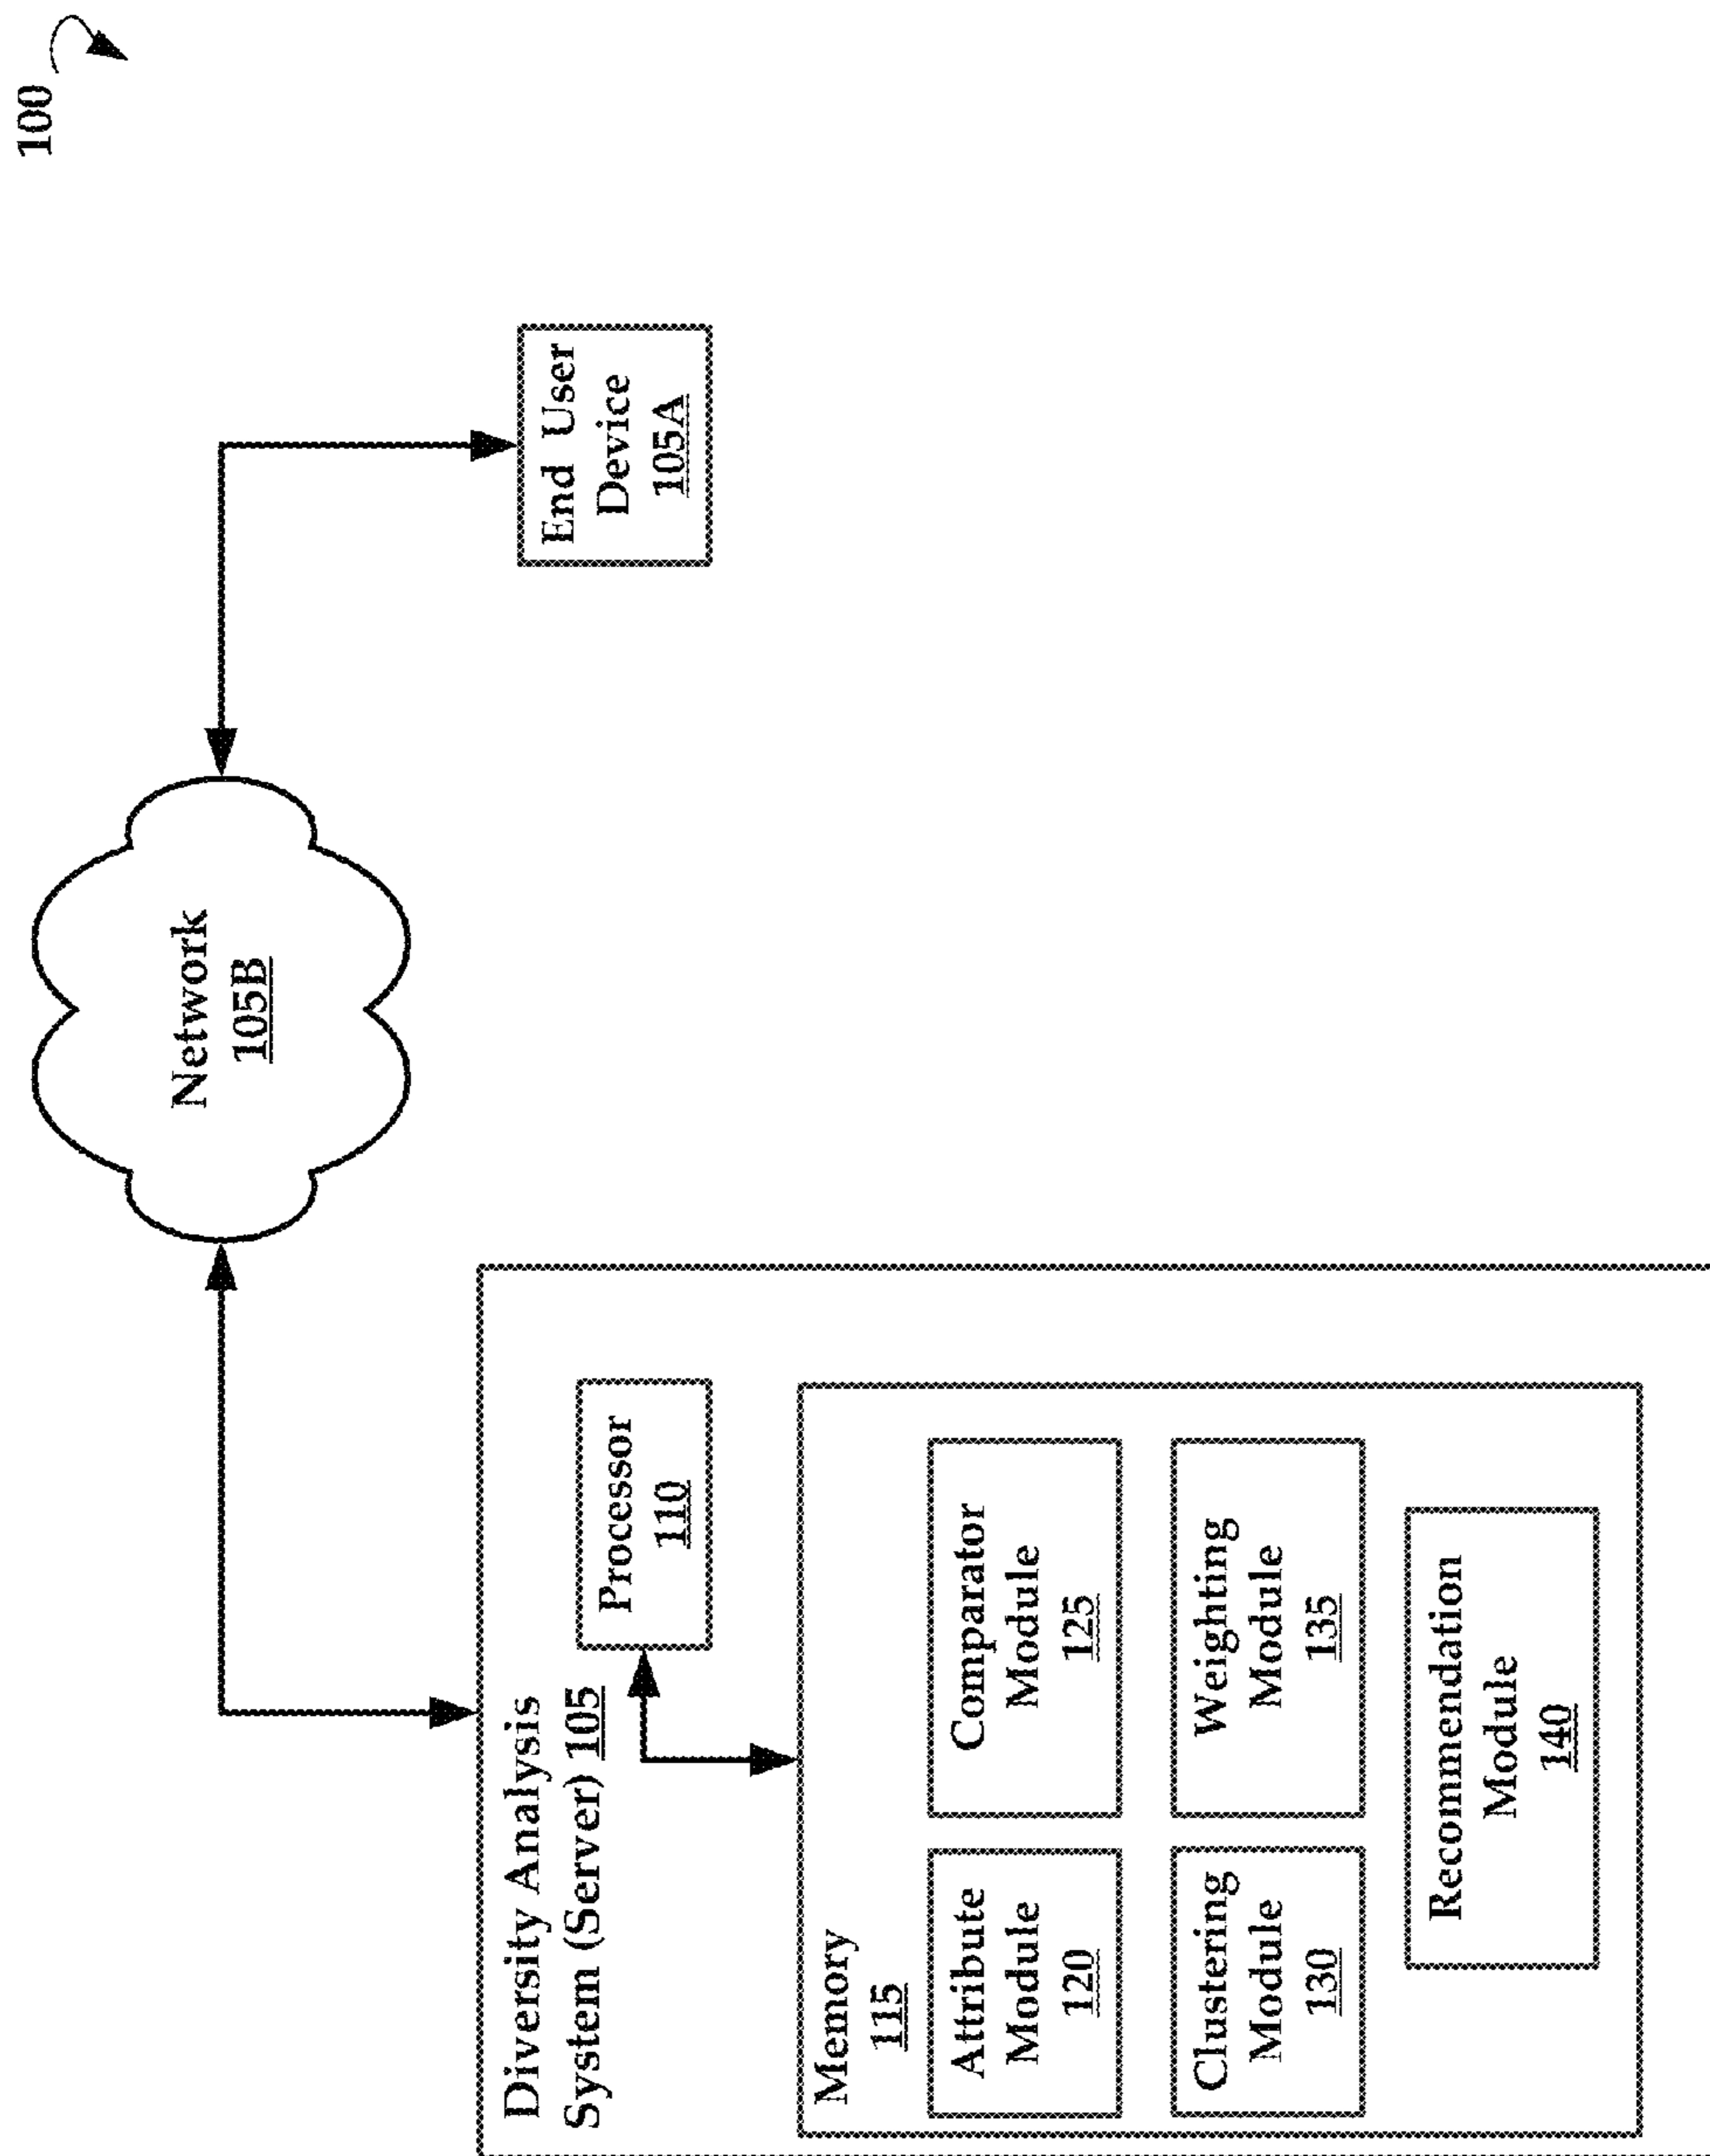 100
Network
105B
End User
Device
105A
Diversity Analysis
System (Server) 105
Processor
110
Memory
115
Attribute
Module
120
Comparator
Module
125
Clustering
Module
130
Weighting
Module
135
Recommendation
Module
140